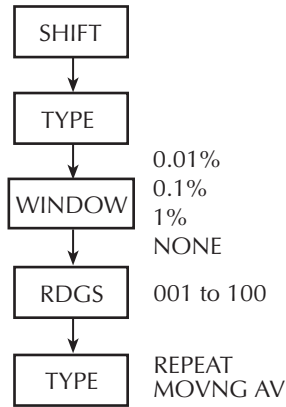 SHIFT
TYPE
0.01%
0.1%
WINDOW
1%
NONE
RDGS
001 to 100
TYPE
REPEAT
MOVNG AV